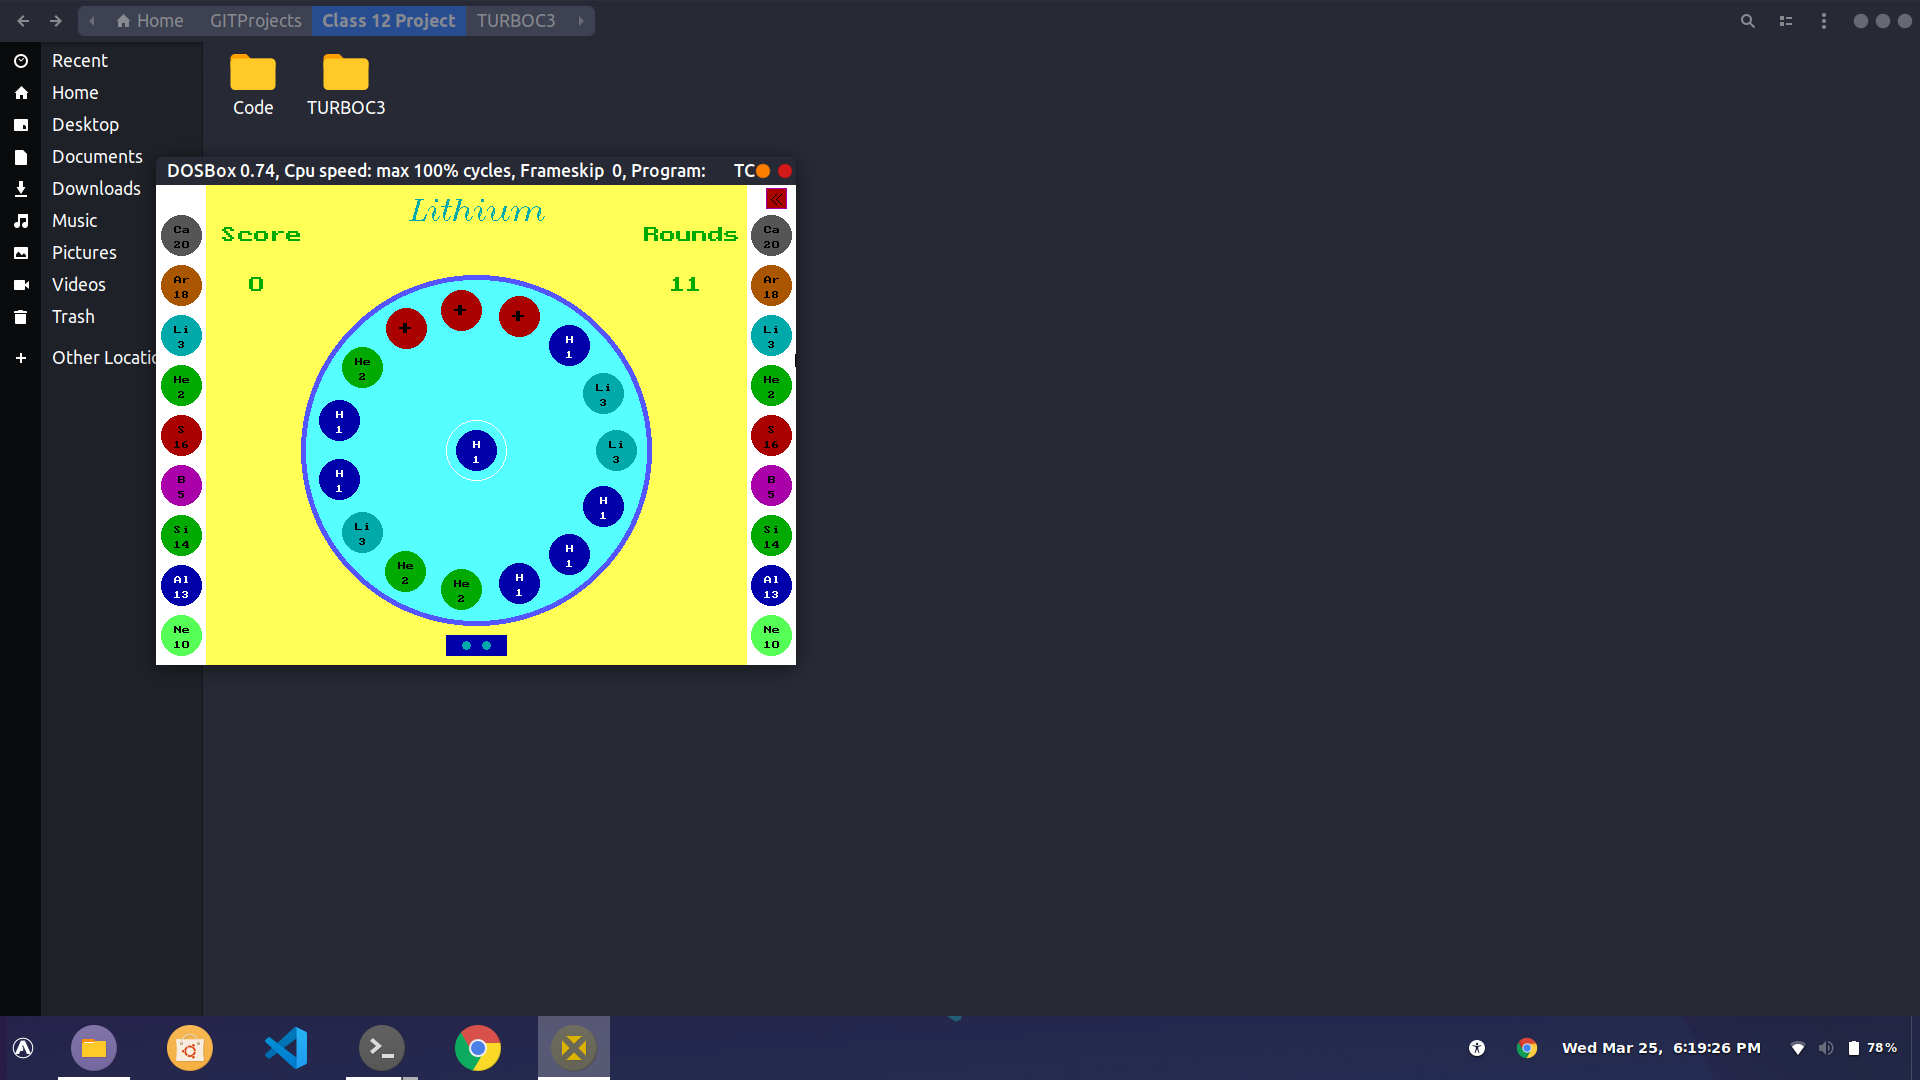 Home GITProjects Class 12 Project TURBOC3
Recent
Home
Desktop
Documents
Downloads
Music
Pictures
Videos
Trash
Other Locatio
Code TURBOC3
DOSBox 0.74, Cpu speed: max 100% cycles, Frameskip 0, Program: TC
Lithium
Score Rounds
0 11
Ca
20
Ar
18
Li
3
He
2
S
16
B
5
Si
14
Al
13
Ne
10
+
+
+
H
1
Li
3
Li
3
H
1
H
1
H
1
He
2
He
2
Li
3
H
1
H
1
He
2
H
1
Ca
20
Ar
18
Li
3
He
2
S
16
B
5
Si
14
Al
13
Ne
10
Wed Mar 25, 6:19:26 PM 78%